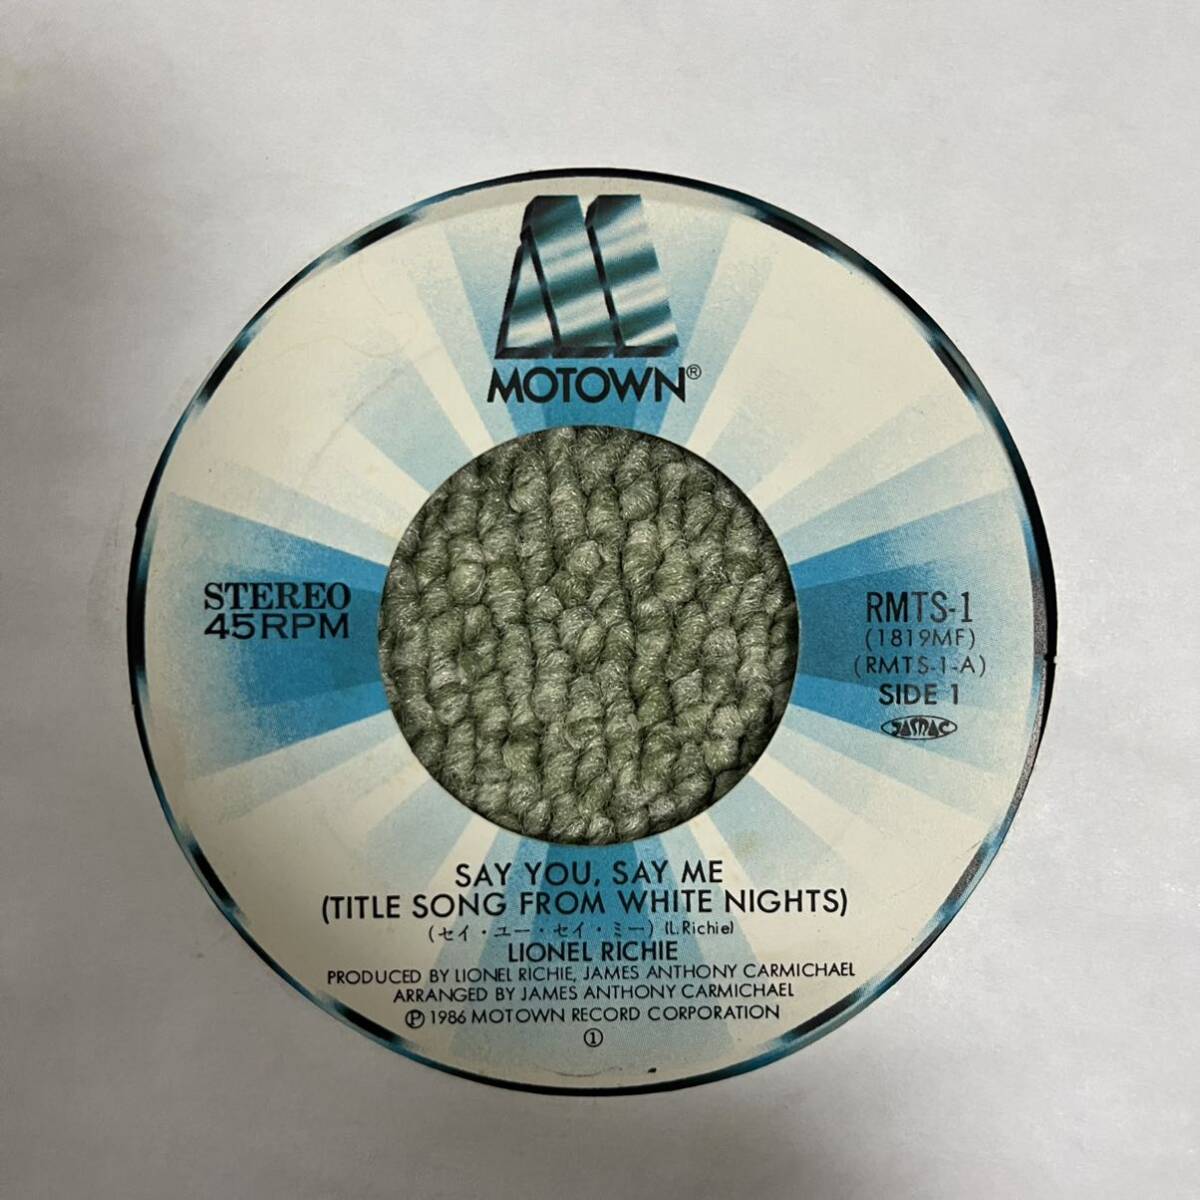 MOTOWN®
STEREO
45RPM
RMTS-1
(1819MF)
(RMTS-1-A)
SIDE 1
JASRAC
SAY YOU, SAY ME
(TITLE SONG FROM WHITE NIGHTS)
(セイ・ユー・セイ・ミー) (L. Richie)
LIONEL RICHIE
PRODUCED BY LIONEL RICHIE, JAMES ANTHONY CARMICHAEL
ARRANGED BY JAMES ANTHONY CARMICHAEL
℗ 1986 MOTOWN RECORD CORPORATION
①